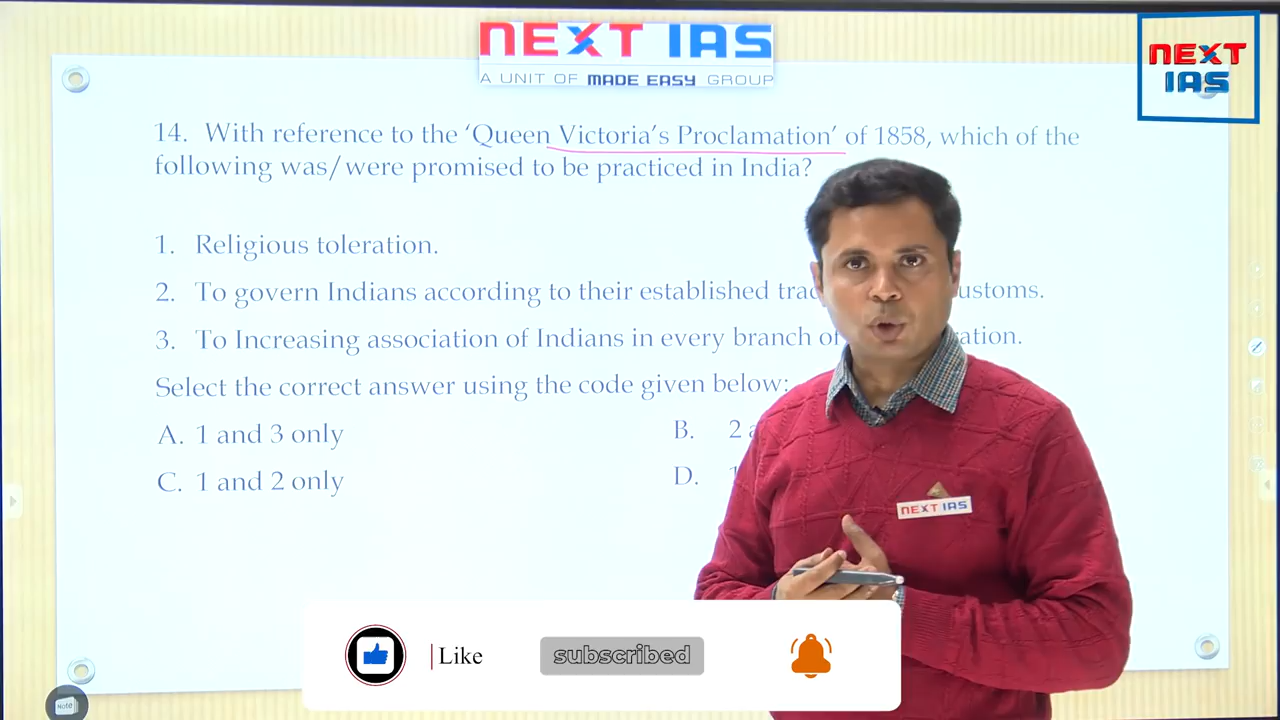 NEXT IAS
A UNIT OF MADE EASY GROUP
NEXT
IAS
14. With reference to the ‘Queen Victoria’s Proclamation’ of 1858, which of the
following was/were promised to be practiced in India?
1. Religious toleration.
2. To govern Indians according to their established customs.
3. To Increasing association of Indians in every branch of
Select the correct answer using the code given below:
A. 1 and 3 only
B. 2
C. 1 and 2 only
D.
NEXT IAS
Like
subscribed
Note